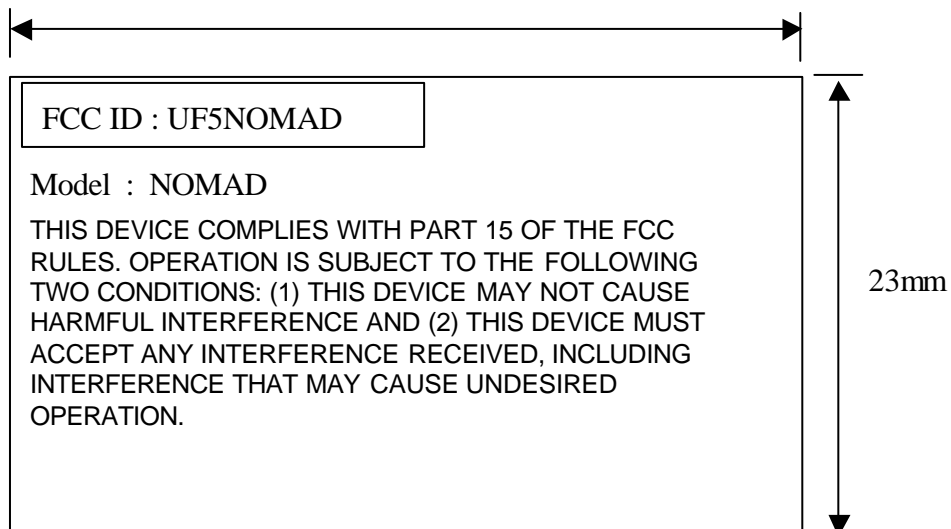 FCC ID : UF5NOMAD
Model : NOMAD
THIS DEVICE COMPLIES WITH PART 15 OF THE FCC
RULES. OPERATION IS SUBJECT TO THE FOLLOWING
TWO CONDITIONS: (1) THIS DEVICE MAY NOT CAUSE
HARMFUL INTERFERENCE AND (2) THIS DEVICE MUST
ACCEPT ANY INTERFERENCE RECEIVED, INCLUDING
INTERFERENCE THAT MAY CAUSE UNDESIRED
OPERATION.
23mm